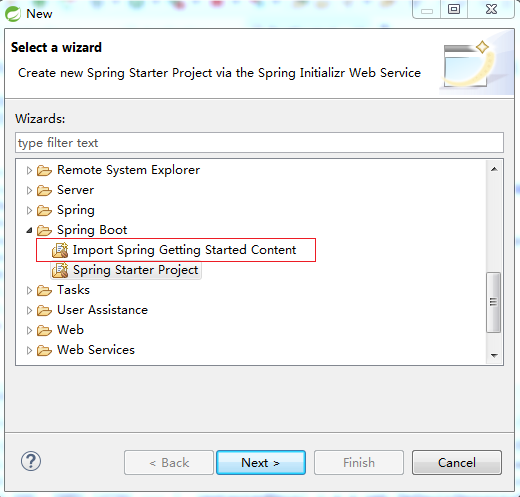 New
Select a wizard
Create new Spring Starter Project via the Spring Initializr Web Service
Wizards:
type filter text
Remote System Explorer
Server
Spring
Spring Boot
Import Spring Getting Started Content
Spring Starter Project
Tasks
User Assistance
Web
Web Services
?
< Back
Next >
Finish
Cancel